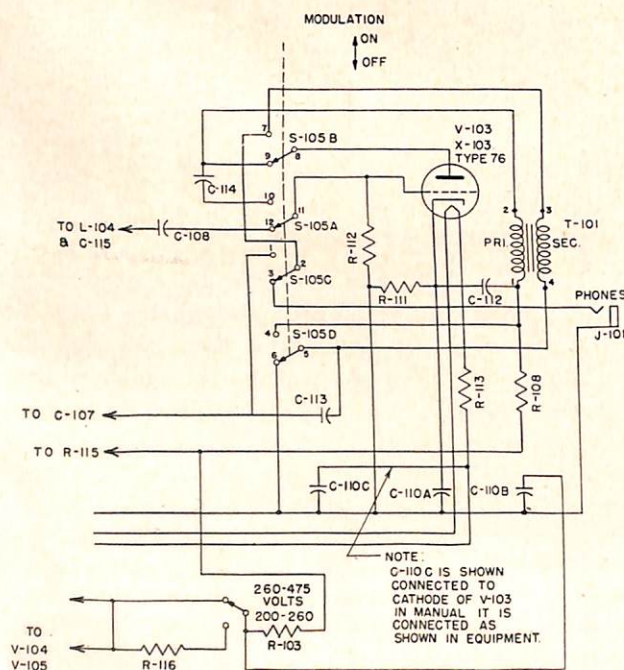 MODULATION
ON
OFF
7
S-105B
8
9
C-114
10
11
12
S-105A
TO L-104
& C-115
C-108
1
2
3
S-105C
4
S-105D
5
6
V-103
X-103
TYPE 76
2
3
T-101
PRI.
SEC.
1
4
R-112
R-111
C-112
PHONES
J-101
R-113
R-108
C-113
TO C-107
TO R-115
C-110C
C-110A
C-110B
NOTE:
C-110C IS SHOWN
CONNECTED TO
CATHODE OF V-103
IN MANUAL IT IS
CONNECTED AS
SHOWN IN EQUIPMENT.
260-475
VOLTS
200-260
R-103
TO
V-104
V-105
R-116